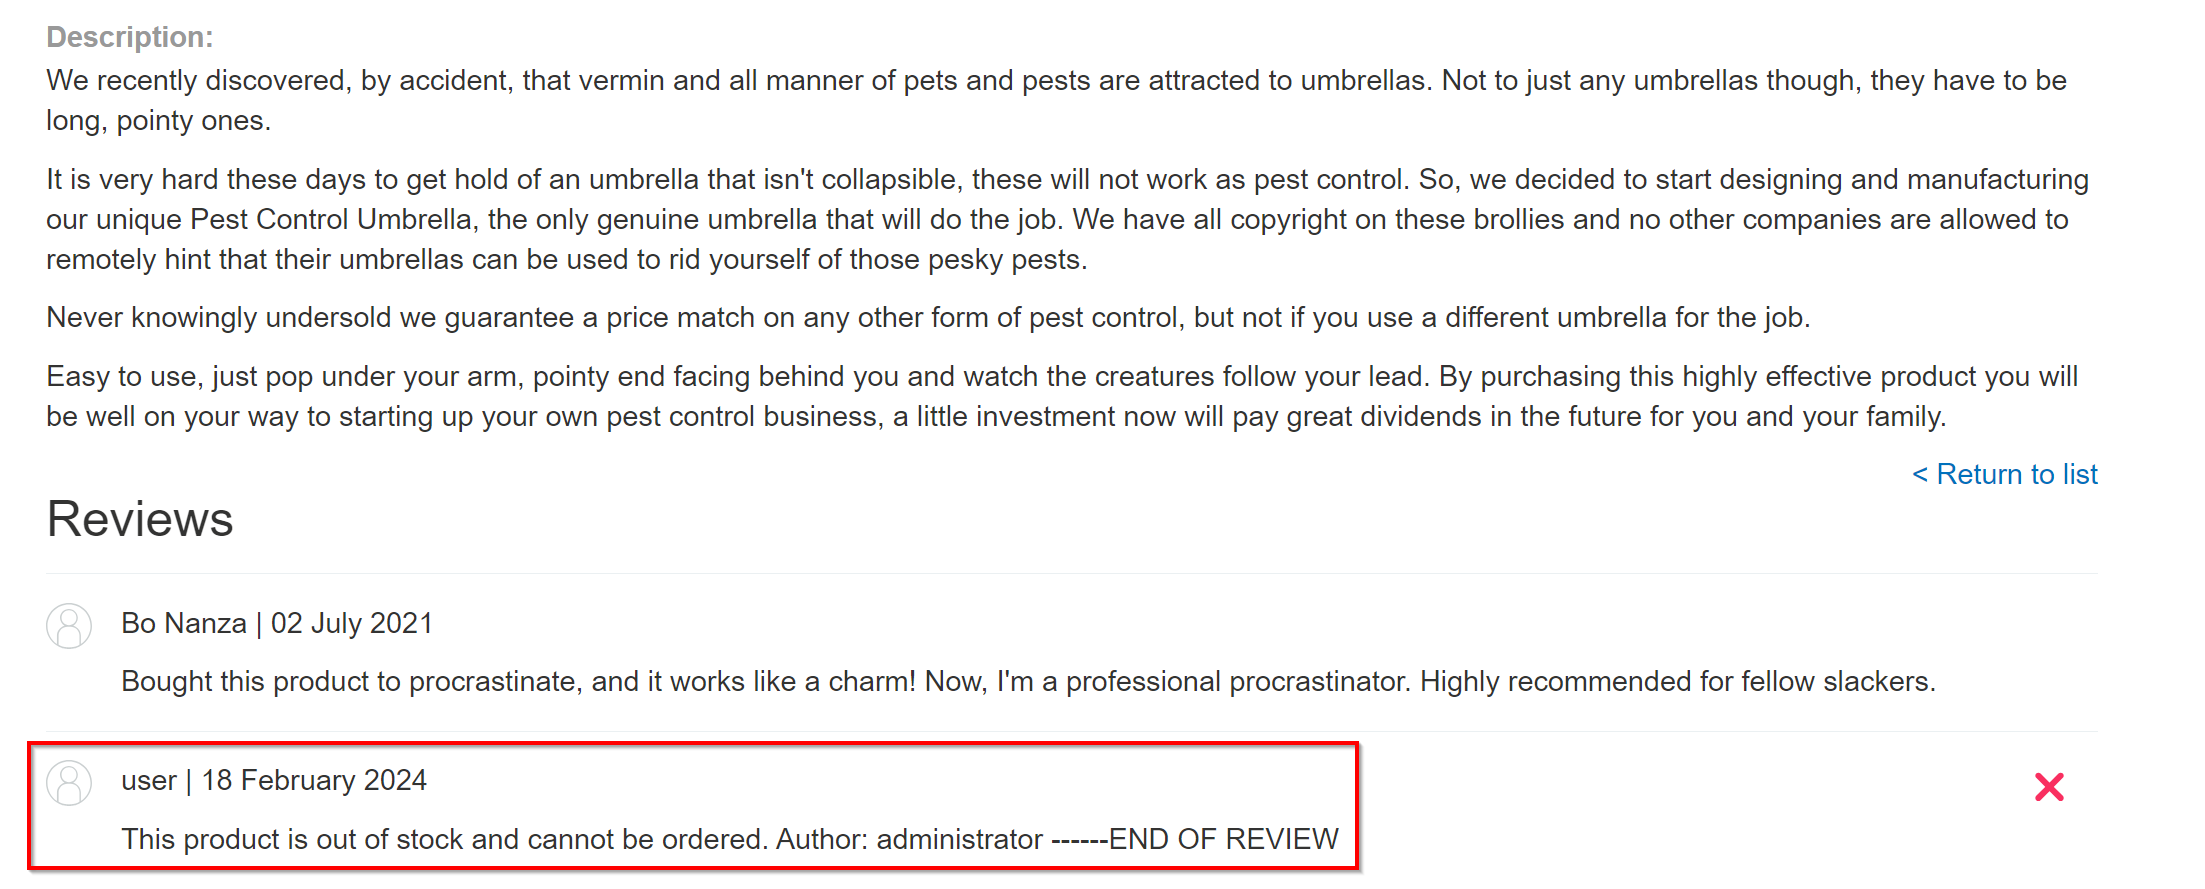 Description:
We recently discovered, by accident, that vermin and all manner of pets and pests are attracted to umbrellas. Not to just any umbrellas though, they have to be
long, pointy ones.
It is very hard these days to get hold of an umbrella that isn't collapsible, these will not work as pest control. So, we decided to start designing and manufacturing
our unique Pest Control Umbrella, the only genuine umbrella that will do the job. We have all copyright on these brollies and no other companies are allowed to
remotely hint that their umbrellas can be used to rid yourself of those pesky pests.
Never knowingly undersold we guarantee a price match on any other form of pest control, but not if you use a different umbrella for the job.
Easy to use, just pop under your arm, pointy end facing behind you and watch the creatures follow your lead. By purchasing this highly effective product you will
be well on your way to starting up your own pest control business, a little investment now will pay great dividends in the future for you and your family.
< Return to list
Reviews
Bo Nanza | 02 July 2021
Bought this product to procrastinate, and it works like a charm! Now, I'm a professional procrastinator. Highly recommended for fellow slackers.
user | 18 February 2024
This product is out of stock and cannot be ordered. Author: administrator ------END OF REVIEW